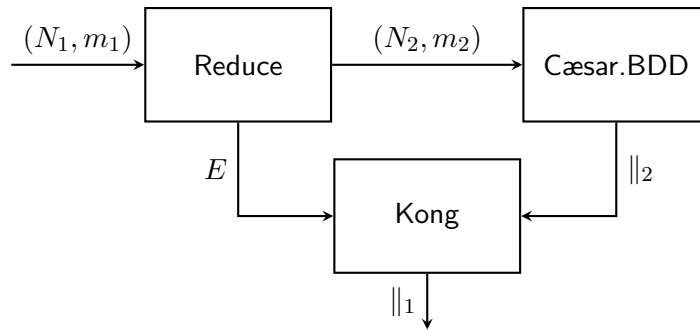 (N₁, m₁)
Reduce
(N₂, m₂)
Cæsar.BDD
E
∥₂
Kong
∥₁